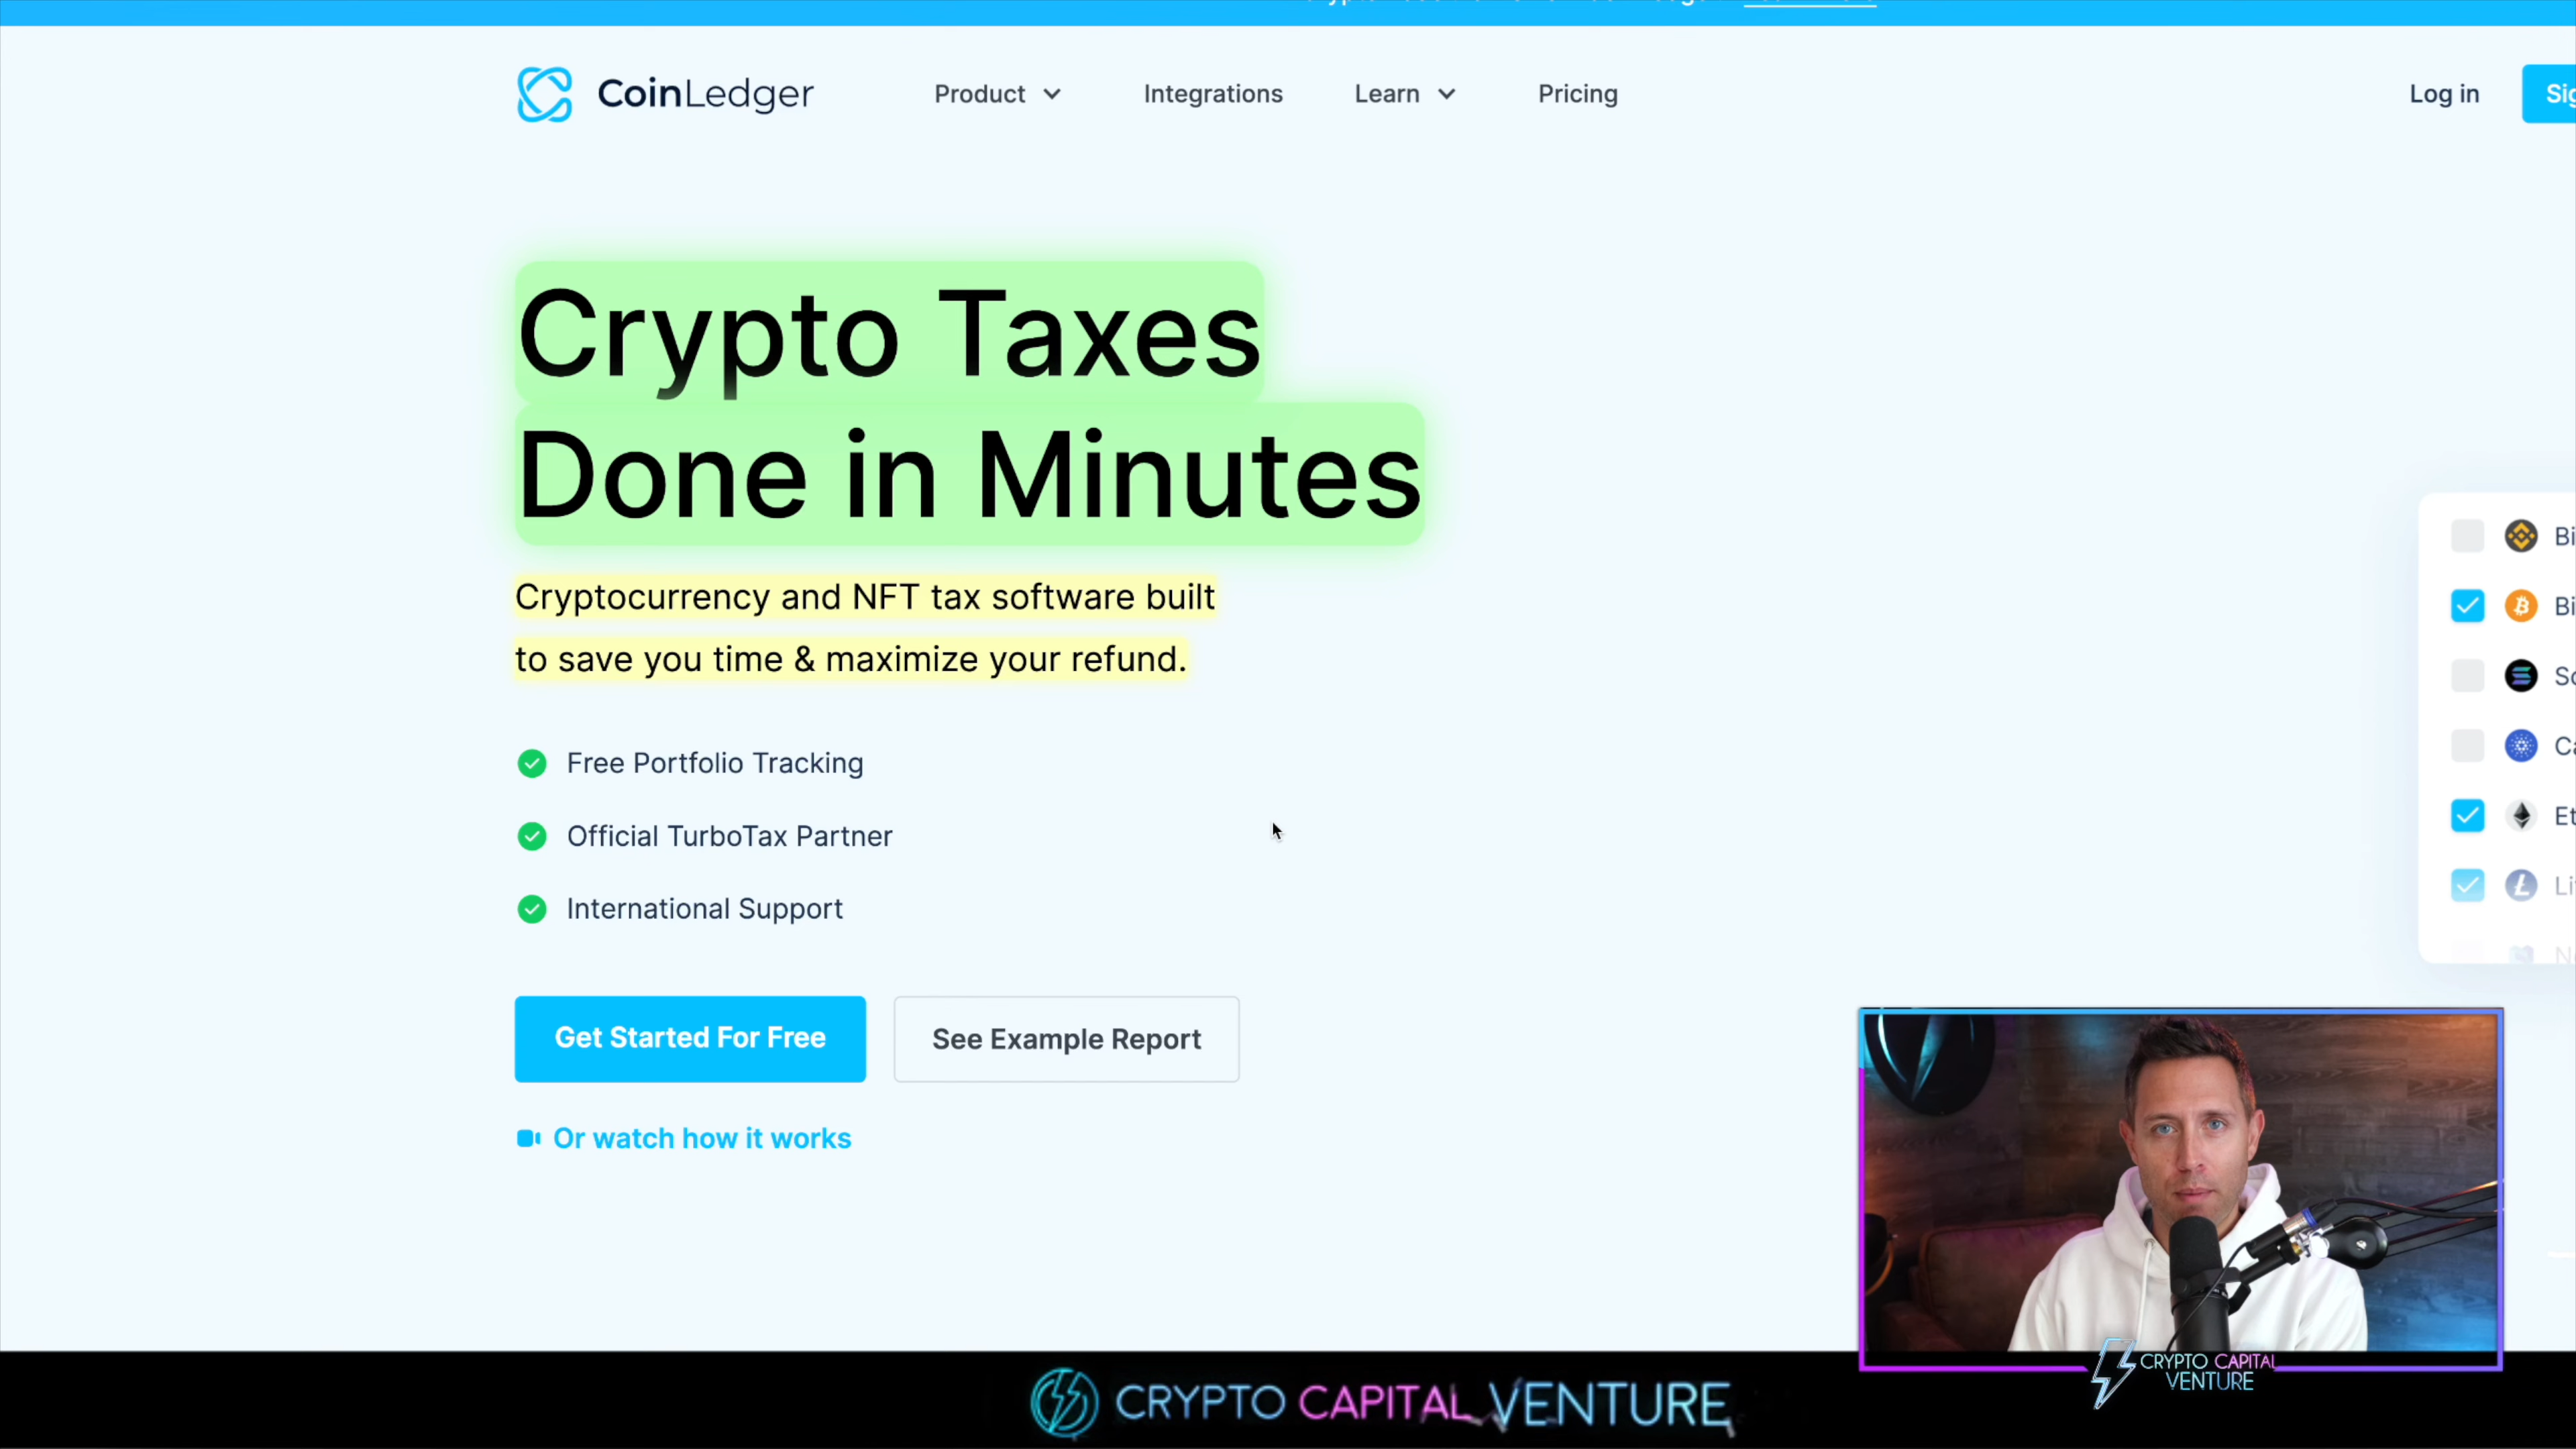 CoinLedger
Product
Integrations
Learn
Pricing
Log in
Crypto Taxes
Done in Minutes
Cryptocurrency and NFT tax software built
to save you time & maximize your refund.
Free Portfolio Tracking
Official TurboTax Partner
International Support
Get Started For Free
See Example Report
Or watch how it works
CRYPTO CAPITAL
VENTURE
CRYPTO CAPITAL VENTURE